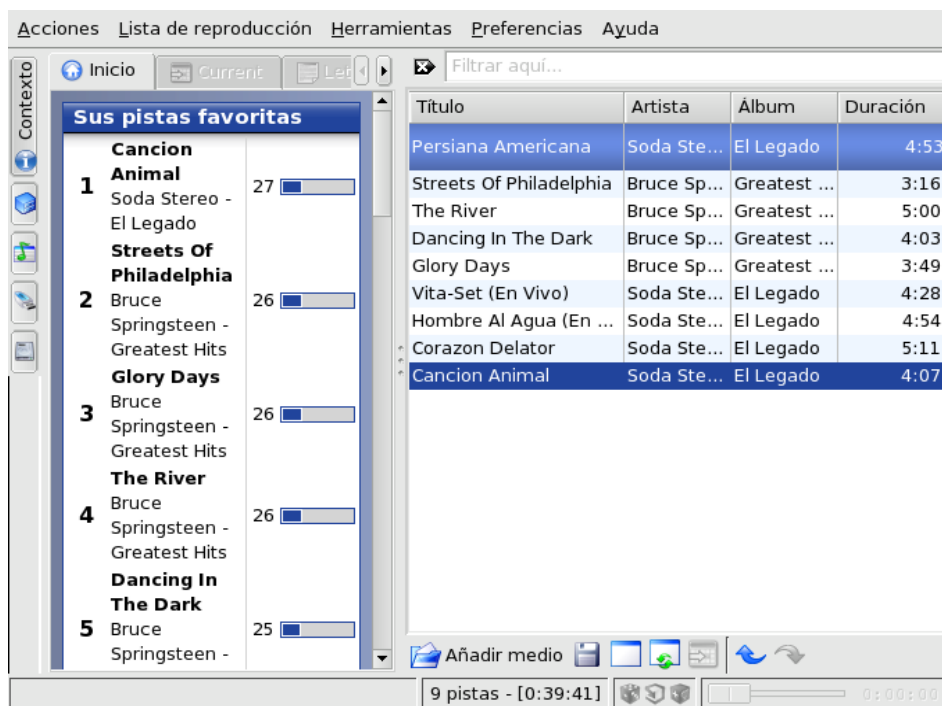 Acciones Lista de reproducción Herramientas Preferencias Ayuda
Contexto
Inicio Current Let
Filtrar aquí...
Sus pistas favoritas
1 Cancion Animal 27
Soda Stereo - El Legado
2 Streets Of Philadelphia 26
Bruce Springsteen - Greatest Hits
3 Glory Days 26
Bruce Springsteen - Greatest Hits
4 The River 26
Bruce Springsteen - Greatest Hits
5 Dancing In The Dark 25
Bruce Springsteen -
Título Artista Álbum Duración
Persiana Americana Soda Ste... El Legado 4:53
Streets Of Philadelphia Bruce Sp... Greatest ... 3:16
The River Bruce Sp... Greatest ... 5:00
Dancing In The Dark Bruce Sp... Greatest ... 4:03
Glory Days Bruce Sp... Greatest ... 3:49
Vita-Set (En Vivo) Soda Ste... El Legado 4:28
Hombre Al Agua (En ... Soda Ste... El Legado 4:54
Corazon Delator Soda Ste... El Legado 5:11
Cancion Animal Soda Ste... El Legado 4:07
Añadir medio
9 pistas - [0:39:41] 0:00:00